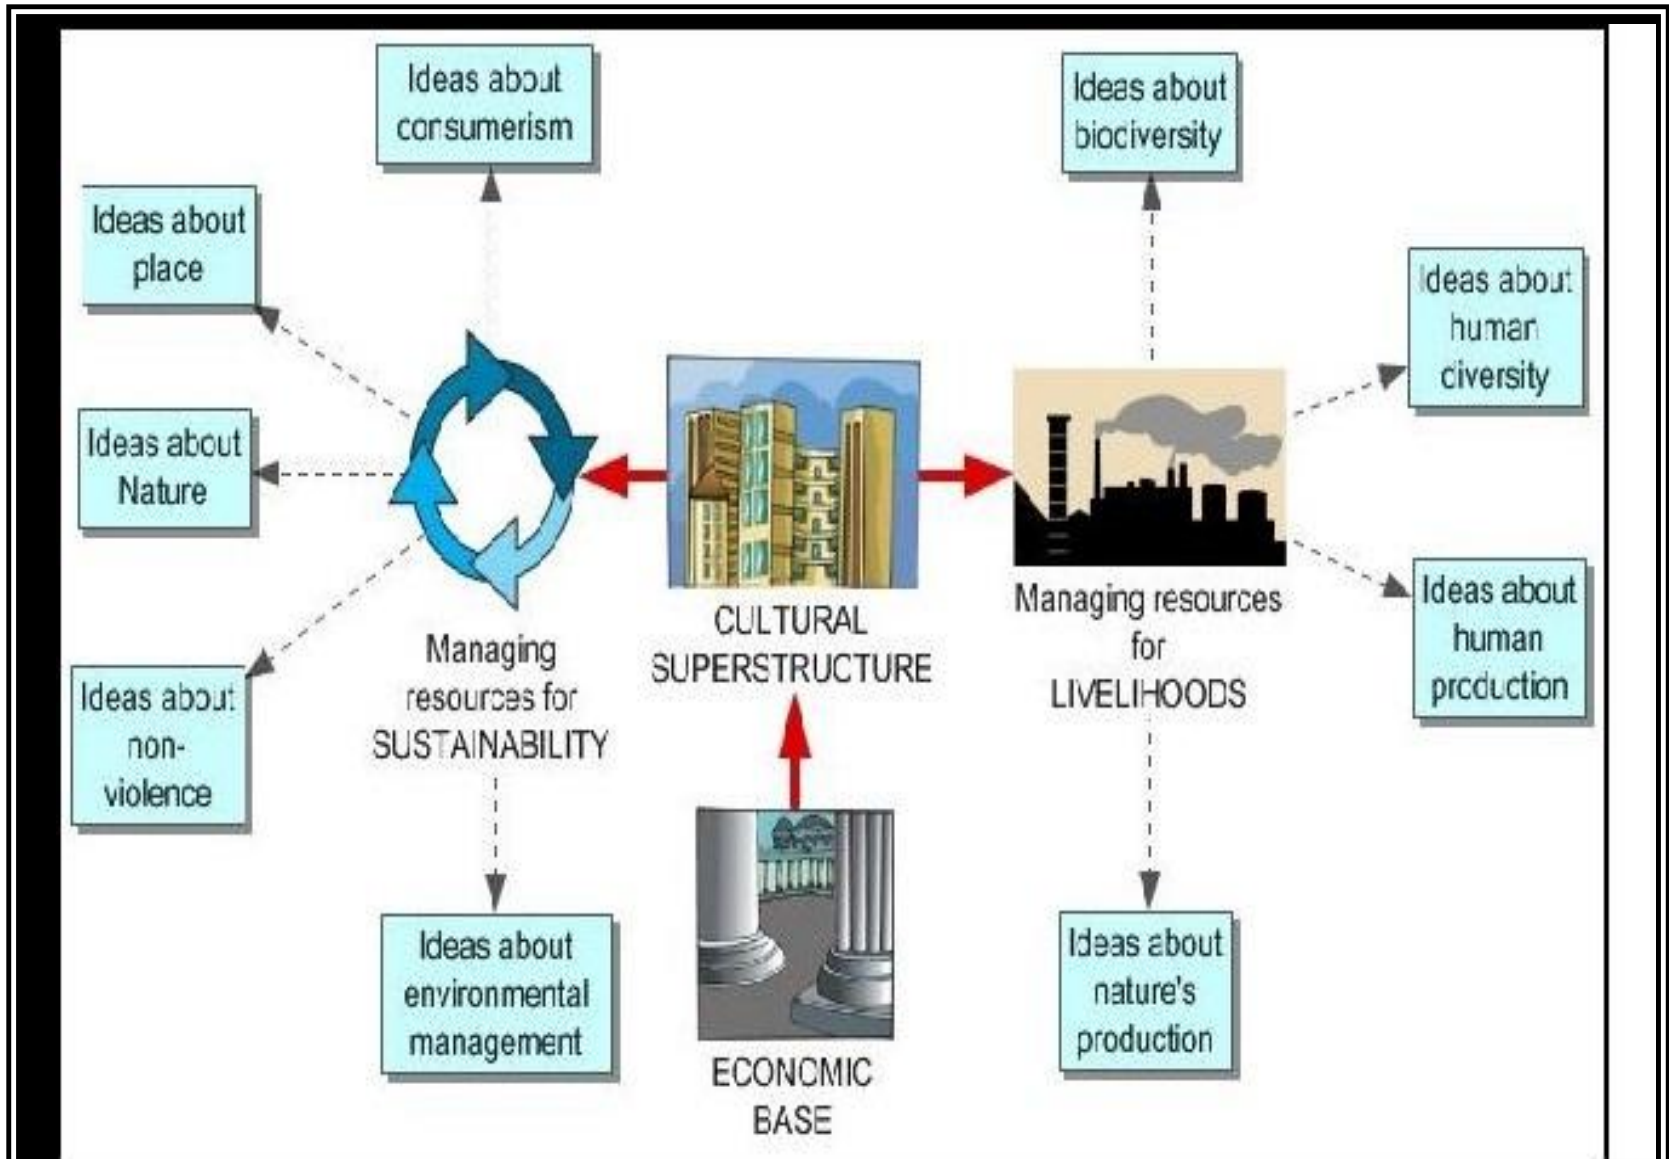 Ideas about
consumerism
Ideas about
biodiversity
Ideas about
place
Ideas about
human
civersity
Ideas about
Nature
Managing
resources for
SUSTAINABILITY
CULTURAL
SUPERSTRUCTURE
Managing resources
for
LIVELIHOODS
Ideas about
human
production
Ideas about
non-
violence
Ideas about
environmental
management
ECONOMIC
BASE
Ideas about
nature's
production